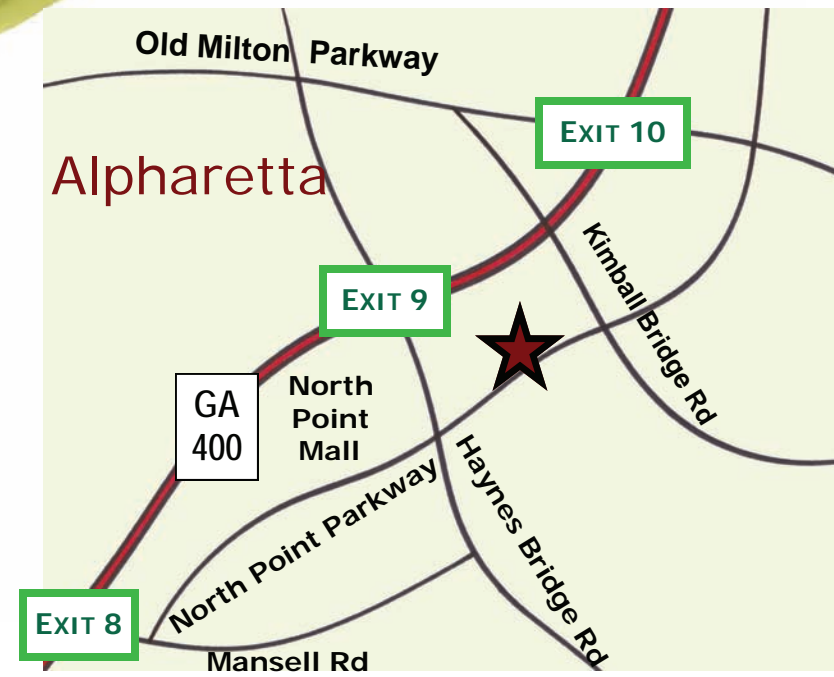 Old Milton Parkway
EXIT 10
Alpharetta
Kimball Bridge Rd
EXIT 9
GA
400
North
Point
Mall
Haynes Bridge Rd
North Point Parkway
EXIT 8
Mansell Rd